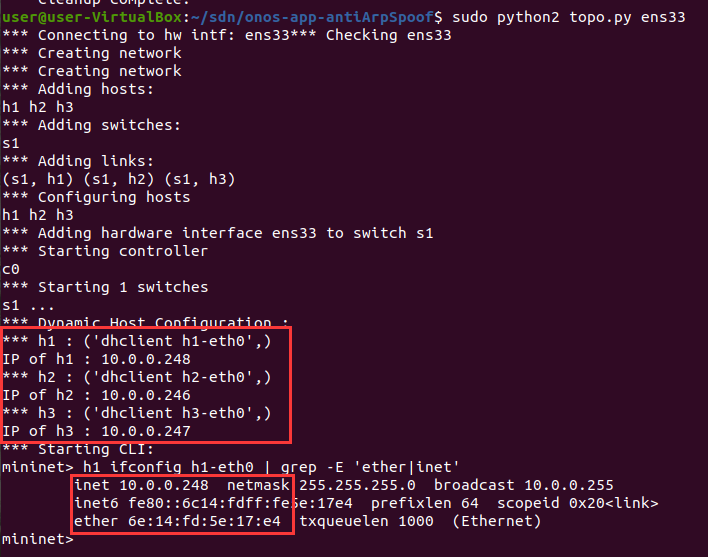 Cleanup complete.
user@user-VirtualBox:~/sdn/onos-app-antiArpSpoof$ sudo python2 topo.py ens33
*** Connecting to hw intf: ens33*** Checking ens33
*** Creating network
*** Creating network
*** Adding hosts:
h1 h2 h3
*** Adding switches:
s1
*** Adding links:
(s1, h1) (s1, h2) (s1, h3)
*** Configuring hosts
h1 h2 h3
*** Adding hardware interface ens33 to switch s1
*** Starting controller
c0
*** Starting 1 switches
s1 ...
*** Dynamic Host Configuration :
*** h1 : ('dhclient h1-eth0',)
IP of h1 : 10.0.0.248
*** h2 : ('dhclient h2-eth0',)
IP of h2 : 10.0.0.246
*** h3 : ('dhclient h3-eth0',)
IP of h3 : 10.0.0.247
*** Starting CLI:
mininet> h1 ifconfig h1-eth0 | grep -E 'ether|inet'
inet 10.0.0.248  netmask 255.255.255.0  broadcast 10.0.0.255
inet6 fe80::6c14:fdff:fe5e:17e4  prefixlen 64  scopeid 0x20<link>
ether 6e:14:fd:5e:17:e4  txqueuelen 1000  (Ethernet)
mininet>